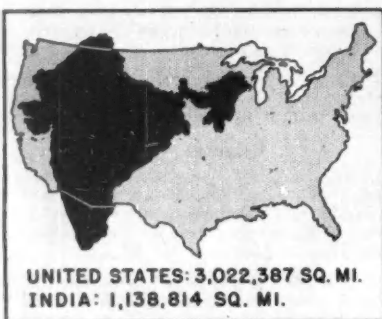 UNITED STATES: 3,022,387 SQ. MI.
INDIA: 1,138,814 SQ. MI.